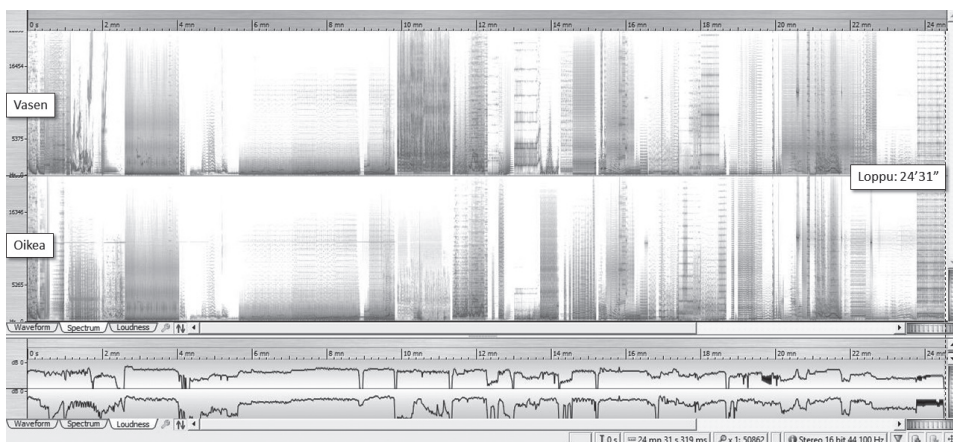 0 s 2 mn 4 mn 6 mn 8 mn 10 mn 12 mn 14 mn 16 mn 18 mn 20 mn 22 mn 24 mn
16454
Vasen
5375
Loppu: 24’31”
16346
Oikea
5265
Waveform Spectrum Loudness
0 s 2 mn 4 mn 6 mn 8 mn 10 mn 12 mn 14 mn 16 mn 18 mn 20 mn 22 mn 24 mn
dB 0
dB 0
Waveform Spectrum Loudness
0 s 24 mn 31 s 319 ms x 1: 50862 Stereo 16 bit 44 100 Hz